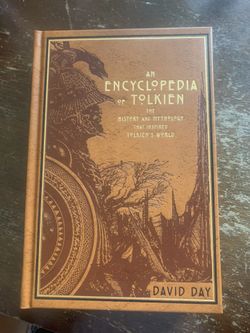 AN
ENCYCLOPEDIA
OF TOLKIEN
THE
HISTORY AND MYTHOLOGY
THAT INSPIRED
TOLKIEN'S WORLD
DAVID DAY